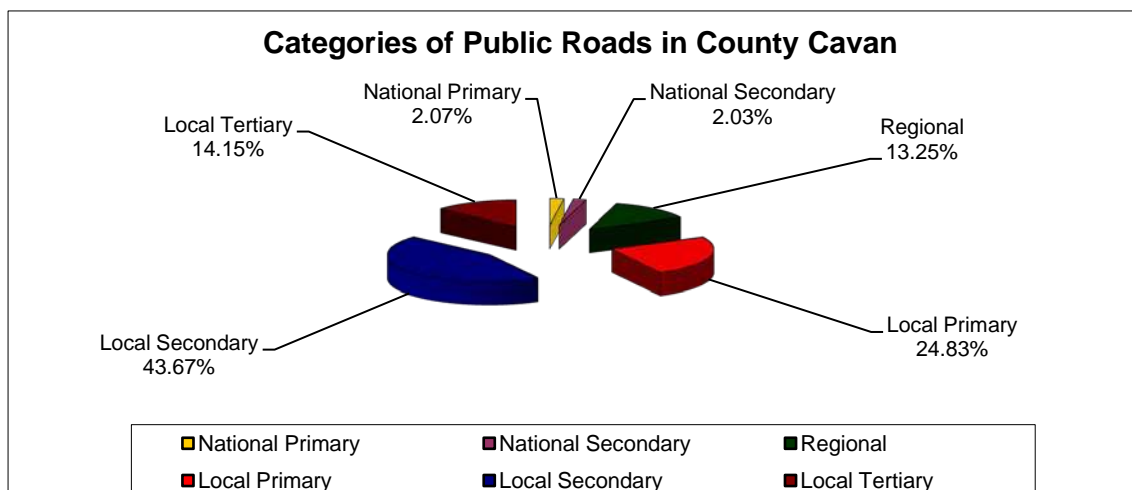 Categories of Public Roads in County Cavan
National Primary
2.07%
National Secondary
2.03%
Local Tertiary
14.15%
Regional
13.25%
Local Secondary
43.67%
Local Primary
24.83%
National Primary
National Secondary
Regional
Local Primary
Local Secondary
Local Tertiary